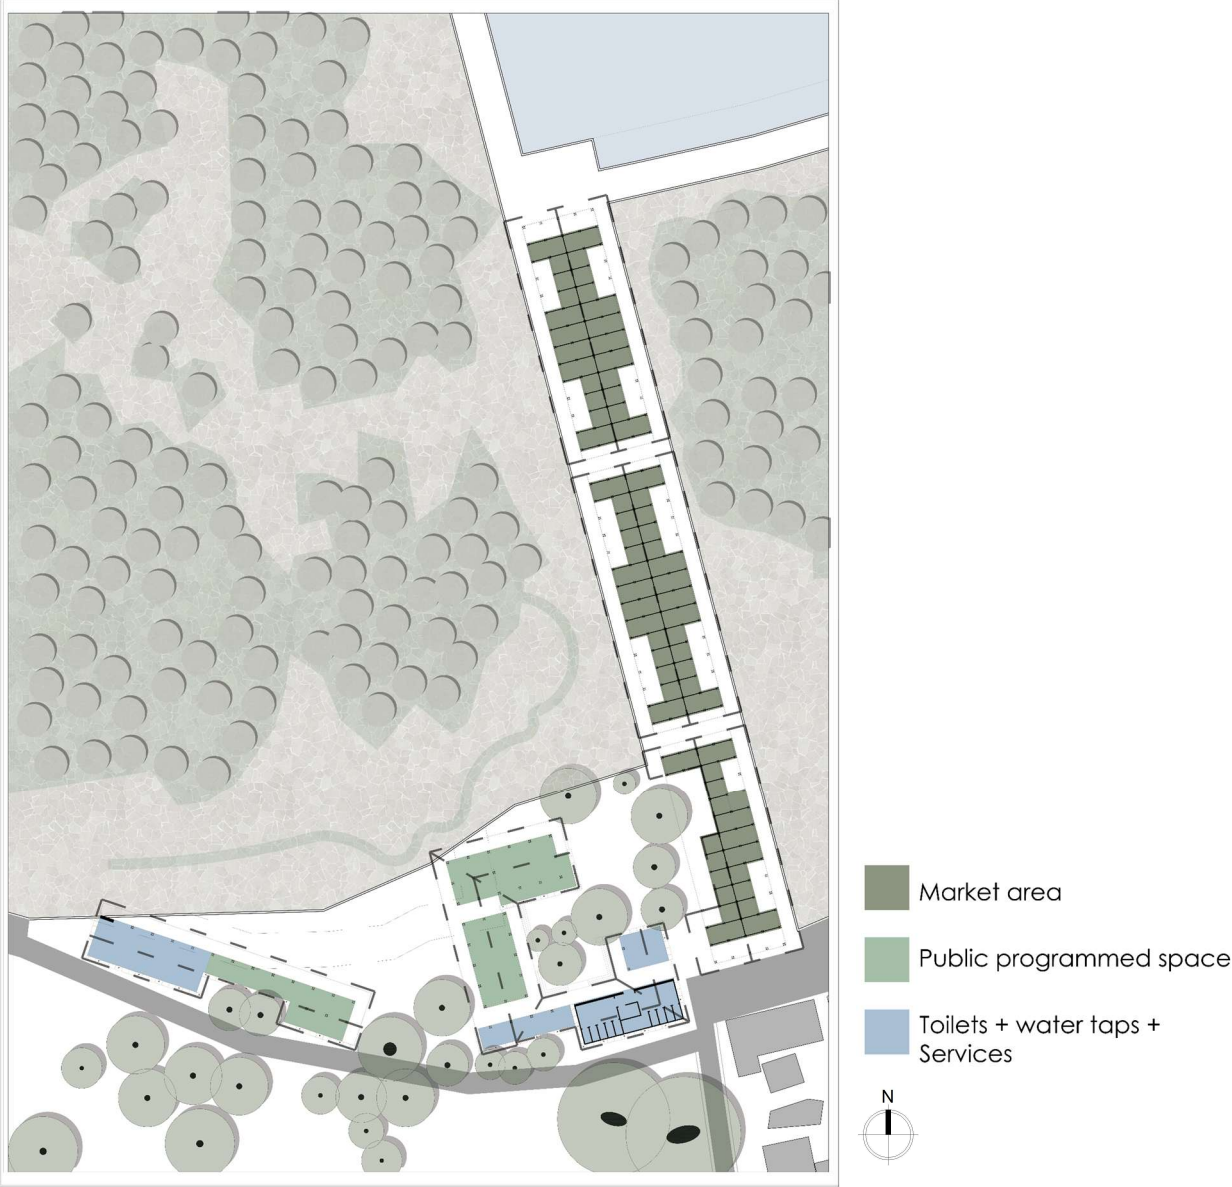 Market area
Public programmed space
Toilets + water taps +
Services
N